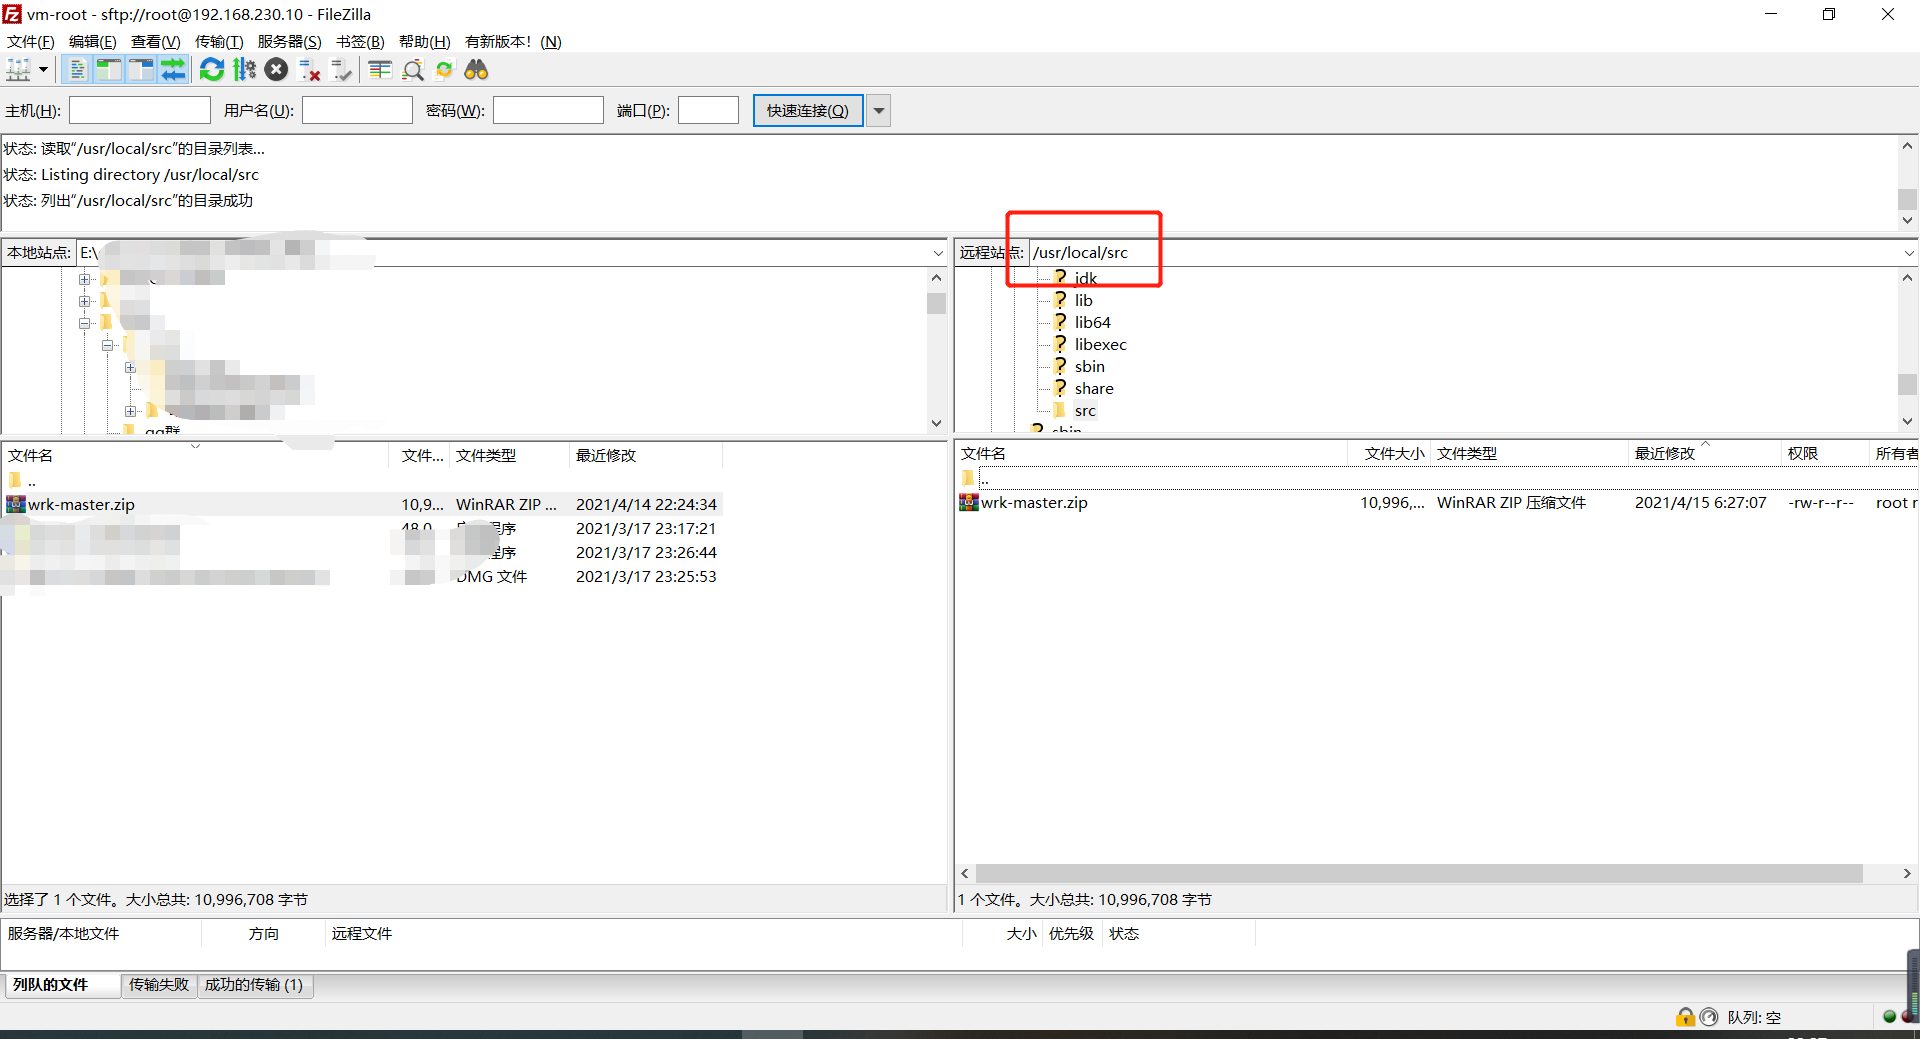 vm-root - sftp://root@192.168.230.10 - FileZilla
文件(F) 编辑(E) 查看(V) 传输(T) 服务器(S) 书签(B) 帮助(H) 有新版本！(N)
主机(H): 用户名(U): 密码(W): 端口(P): 快速连接(Q)
状态: 读取“/usr/local/src”的目录列表...
状态: Listing directory /usr/local/src
状态: 列出“/usr/local/src”的目录成功
本地站点: E:\
qq群
文件名 文件... 文件类型 最近修改
..
wrk-master.zip 10,9... WinRAR ZIP ... 2021/4/14 22:24:34
48.0 程序 2021/3/17 23:17:21
程序 2021/3/17 23:26:44
DMG 文件 2021/3/17 23:25:53
选择了 1 个文件。大小总共: 10,996,708 字节
远程站点: /usr/local/src
jdk
lib
lib64
libexec
sbin
share
src
sbin
文件名 文件大小 文件类型 最近修改 权限 所有者
..
wrk-master.zip 10,996,... WinRAR ZIP 压缩文件 2021/4/15 6:27:07 -rw-r--r-- root r
1 个文件。大小总共: 10,996,708 字节
服务器/本地文件 方向 远程文件 大小 优先级 状态
列队的文件 传输失败 成功的传输 (1)
队列: 空